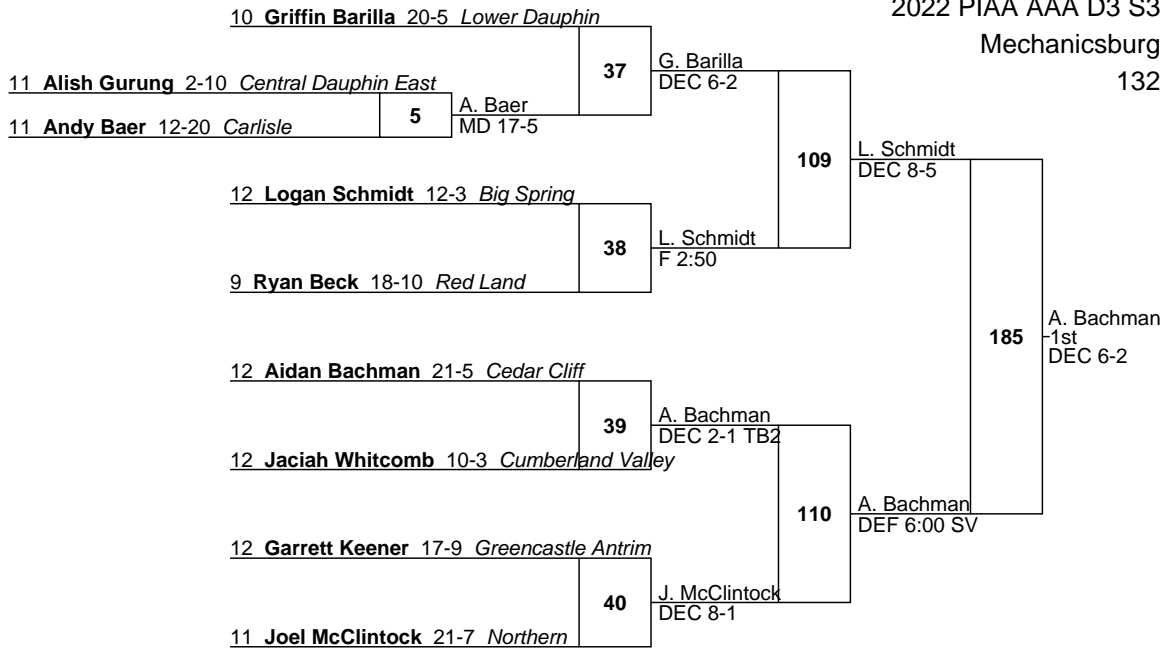 2022 PIAA AAA D3 S3
Mechanicsburg
132
10 Griffin Barilla 20-5 Lower Dauphin
37
G. Barilla
DEC 6-2
11 Alish Gurung 2-10 Central Dauphin East
5
A. Baer
MD 17-5
11 Andy Baer 12-20 Carlisle
109
L. Schmidt
DEC 8-5
12 Logan Schmidt 12-3 Big Spring
38
L. Schmidt
F 2:50
9 Ryan Beck 18-10 Red Land
185
A. Bachman
1st
DEC 6-2
12 Aidan Bachman 21-5 Cedar Cliff
39
A. Bachman
DEC 2-1 TB2
12 Jaciah Whitcomb 10-3 Cumberland Valley
110
A. Bachman
DEF 6:00 SV
12 Garrett Keener 17-9 Greencastle Antrim
40
J. McClintock
DEC 8-1
11 Joel McClintock 21-7 Northern